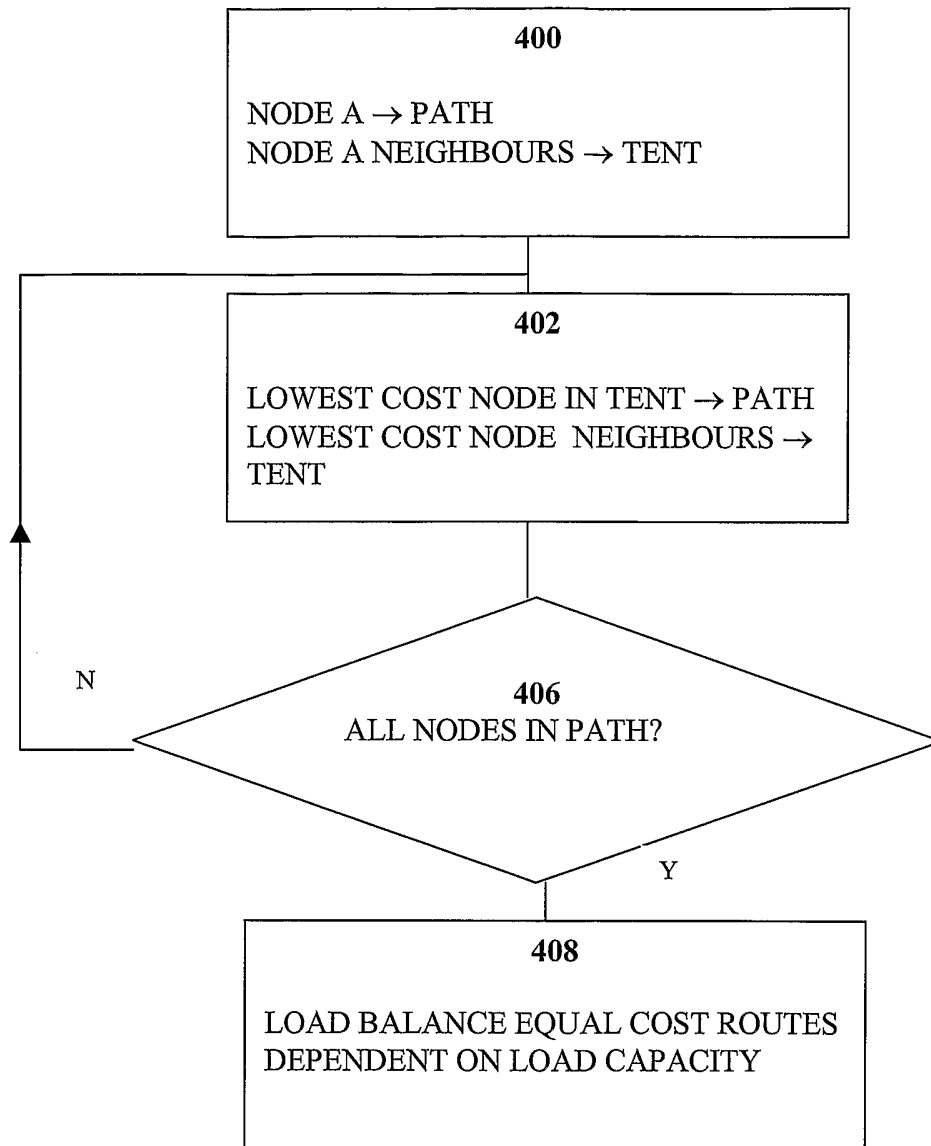 400
NODE A → PATH
NODE A NEIGHBOURS → TENT
402
LOWEST COST NODE IN TENT → PATH
LOWEST COST NODE NEIGHBOURS →
TENT
N
406
ALL NODES IN PATH?
Y
408
LOAD BALANCE EQUAL COST ROUTES
DEPENDENT ON LOAD CAPACITY